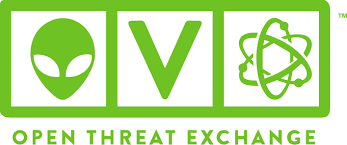 V
™
OPEN THREAT EXCHANGE